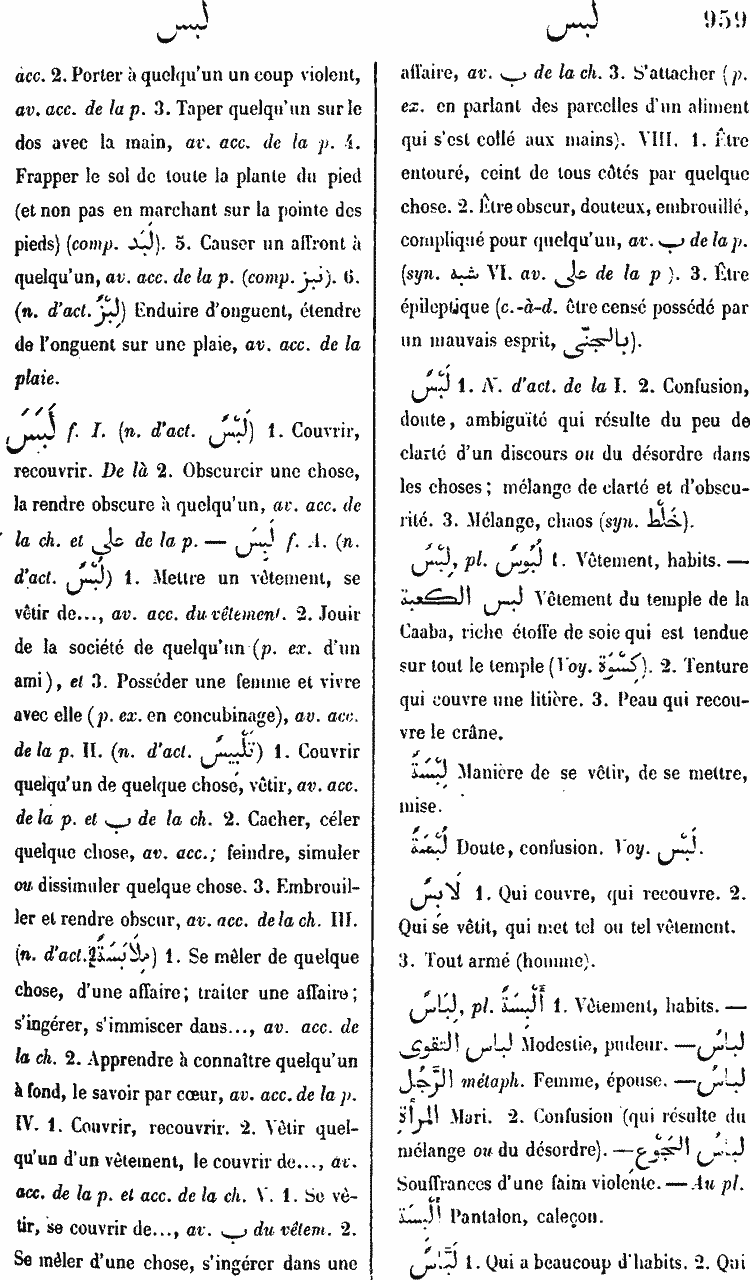 لبس
لبس 959
acc. 2. Porter à quelqu'un un coup violent,
av. acc. de la p. 3. Taper quelqu'un sur le
dos avec la main, av. acc. de la p. 4.
Frapper le sol de toute la plante du pied
(et non pas en marchant sur la pointe des
pieds) (comp. لَبَدَ). 5. Causer un affront à
quelqu'un, av. acc. de la p. (comp. نبز). 6.
(n. d'act. لَبْزٌ) Enduire d'onguent, étendre
de l'onguent sur une plaie, av. acc. de la
plaie.
لَبَسَ f. I. (n. d'act. لَبْسٌ) 1. Couvrir,
recouvrir. De là 2. Obscurcir une chose,
la rendre obscure à quelqu'un, av. acc. de
la ch. et على de la p. — لَبِسَ f. A. (n.
d'act. لُبْسٌ) 1. Mettre un vêtement, se
vêtir de..., av. acc. du vêtement. 2. Jouir
de la société de quelqu'un (p. ex. d'un
ami), et 3. Posséder une femme et vivre
avec elle (p. ex. en concubinage), av. acc.
de la p. II. (n. d'act. تَلْبِيسٌ) 1. Couvrir
quelqu'un de quelque chose, vêtir, av. acc.
de la p. et ب de la ch. 2. Cacher, céler
quelque chose, av. acc.; feindre, simuler
ou dissimuler quelque chose. 3. Embrouil-
ler et rendre obscur, av. acc. de la ch. III.
(n. d'act. مُلَابَسَةٌ) 1. Se mêler de quelque
chose, d'une affaire; traiter une affaire;
s'ingérer, s'immiscer dans..., av. acc. de
la ch. 2. Apprendre à connaître quelqu'un
à fond, le savoir par cœur, av. acc. de la p.
IV. 1. Couvrir, recouvrir. 2. Vêtir quel-
qu'un d'un vêtement, le couvrir de..., av.
acc. de la p. et acc. de la ch. V. 1. Se vê-
tir, se couvrir de..., av. ب du vêtem. 2.
Se mêler d'une chose, s'ingérer dans une
affaire, av. ب de la ch. 3. S'attacher (p.
ex. en parlant des parcelles d'un aliment
qui s'est collé aux mains). VIII. 1. Être
entouré, ceint de tous côtés par quelque
chose. 2. Être obscur, douteux, embrouillé,
compliqué pour quelqu'un, av. ب de la p.
(syn. شبه VI. av. على de la p ). 3. Être
épileptique (c.-à-d. être censé possédé par
un mauvais esprit, بِالْجِنِّى).
لَبْسٌ 1. N. d'act. de la I. 2. Confusion,
doute, ambiguïté qui résulte du peu de
clarté d'un discours ou du désordre dans
les choses; mélange de clarté et d'obscu-
rité. 3. Mélange, chaos (syn. خَلْط).
لِبْسٌ, pl. لُبُوسٌ 1. Vêtement, habits. —
لبس الكعبة Vêtement du temple de la
Caaba, riche étoffe de soie qui est tendue
sur tout le temple (Voy. كِسْوَة). 2. Tenture
qui couvre une litière. 3. Peau qui recou-
vre le crâne.
لِبْسَةٌ Manière de se vêtir, de se mettre,
mise.
لُبْسَةٌ Doute, confusion. Voy. لَبْس.
لَابِسٌ 1. Qui couvre, qui recouvre. 2.
Qui se vêtit, qui met tel ou tel vêtement.
3. Tout armé (homme).
لِبَاسٌ, pl. أَلْبِسَةٌ 1. Vêtement, habits. —
لباس التقوى Modestie, pudeur. — لباسُ
الرَّجُلِ métaph. Femme, épouse. — لباسُ
المرأة Mari. 2. Confusion (qui résulte du
mélange ou du désordre). — لباسُ الجُوع
Souffrances d'une faim violente. — Au pl.
ألبسة Pantalon, caleçon.
لَبَّاسٌ 1. Qui a beaucoup d'habits. 2. Qui